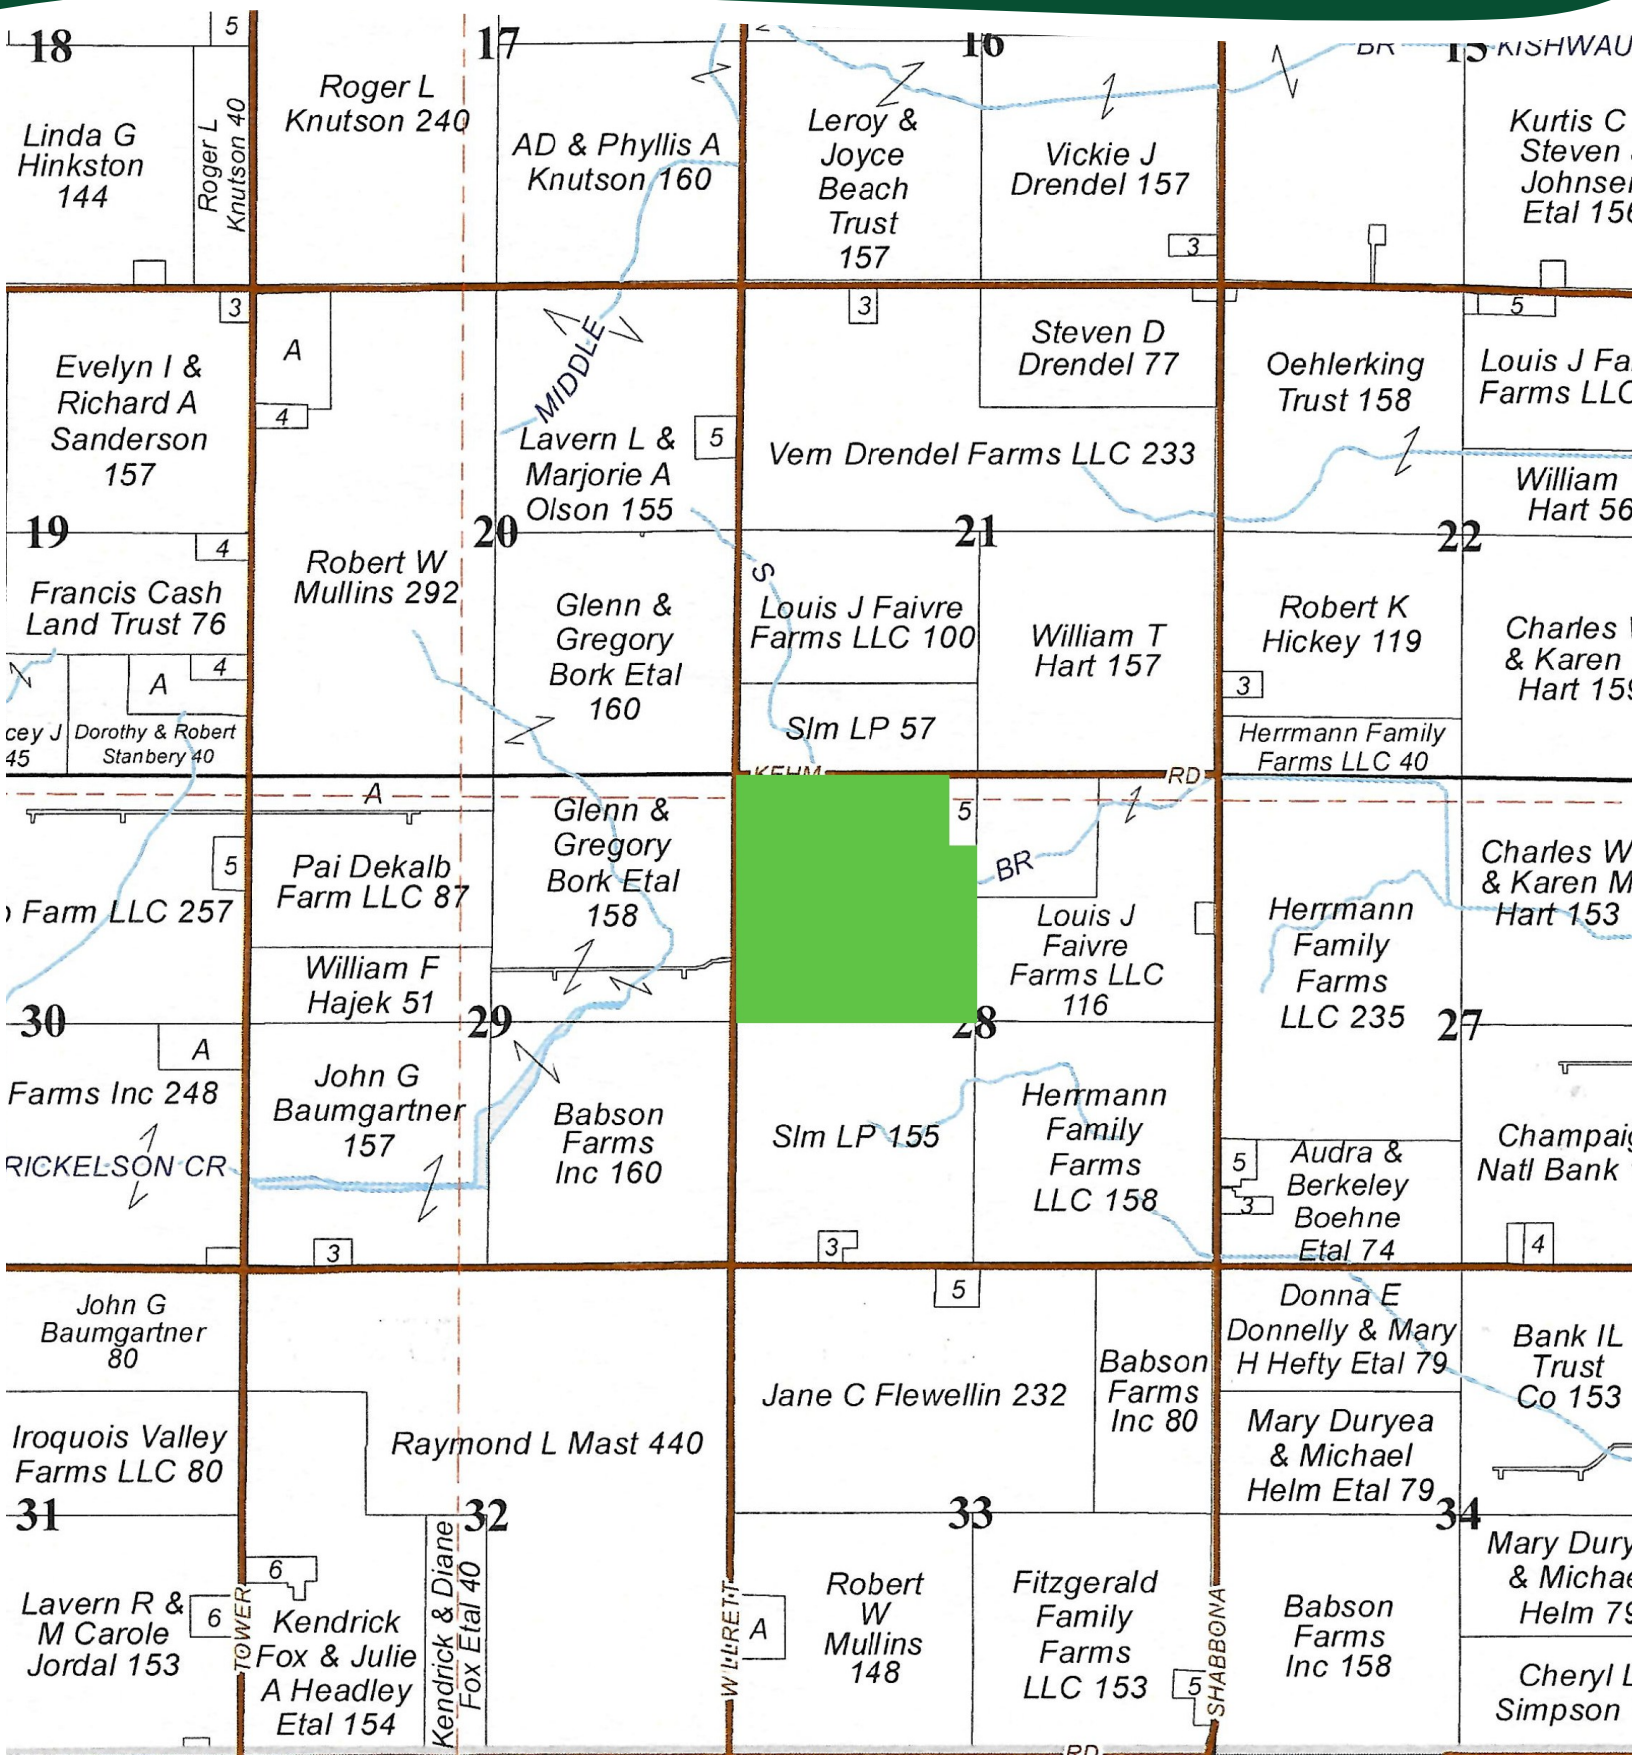 18
5
17
16
BR
15
KISHWAU
Linda G
Hinkston
144
Roger L
Knutson 40
Roger L
Knutson 240
AD & Phyllis A
Knutson 160
Leroy &
Joyce
Beach
Trust
157
Vickie J
Drendel 157
3
Kurtis C
Steven
Johnse
Etal 156
3
Evelyn I &
Richard A
Sanderson
157
A
4
MIDDLE
Lavern L &
Marjorie A
Olson 155
5
3
Steven D
Drendel 77
Vern Drendel Farms LLC 233
Oehlerking
Trust 158
5
Louis J Fa
Farms LLC
William
Hart 56
19
20
21
22
4
Francis Cash
Land Trust 76
4
A
cey J
45
Dorothy & Robert
Stanbery 40
Robert W
Mullins 292
Glenn &
Gregory
Bork Etal
160
S
Louis J Faivre
Farms LLC 100
Slm LP 57
William T
Hart 157
Robert K
Hickey 119
3
Herrmann Family
Farms LLC 40
Charles
& Karen
Hart 159
KEHM
RD
A
5
Farm LLC 257
Pai Dekalb
Farm LLC 87
William F
Hajek 51
Glenn &
Gregory
Bork Etal
158
5
BR
Louis J
Faivre
Farms LLC
116
Herrmann
Family
Farms
LLC 235
Charles W
& Karen M
Hart 153
30
29
28
27
A
Farms Inc 248
RICKELSON CR
John G
Baumgartner
157
3
Babson
Farms
Inc 160
Slm LP 155
3
Herrmann
Family
Farms
LLC 158
5
3
Audra &
Berkeley
Boehne
Etal 74
Champaig
Natl Bank
4
John G
Baumgartner
80
5
Jane C Flewellin 232
Babson
Farms
Inc 80
Donna E
Donnelly & Mary
H Hefty Etal 79
Bank IL
Trust
Co 153
Iroquois Valley
Farms LLC 80
Raymond L Mast 440
Mary Duryea
& Michael
Helm Etal 79
31
32
33
34
Lavern R &
M Carole
Jordal 153
6
TOWER
6
Kendrick
Fox & Julie
A Headley
Etal 154
Kendrick & Diane
Fox Etal 40
WILLRETT
A
Robert
W
Mullins
148
Fitzgerald
Family
Farms
LLC 153
5
SHABBONA
Babson
Farms
Inc 158
Mary Dury
& Micha
Helm 79
Cheryl L
Simpson
RD